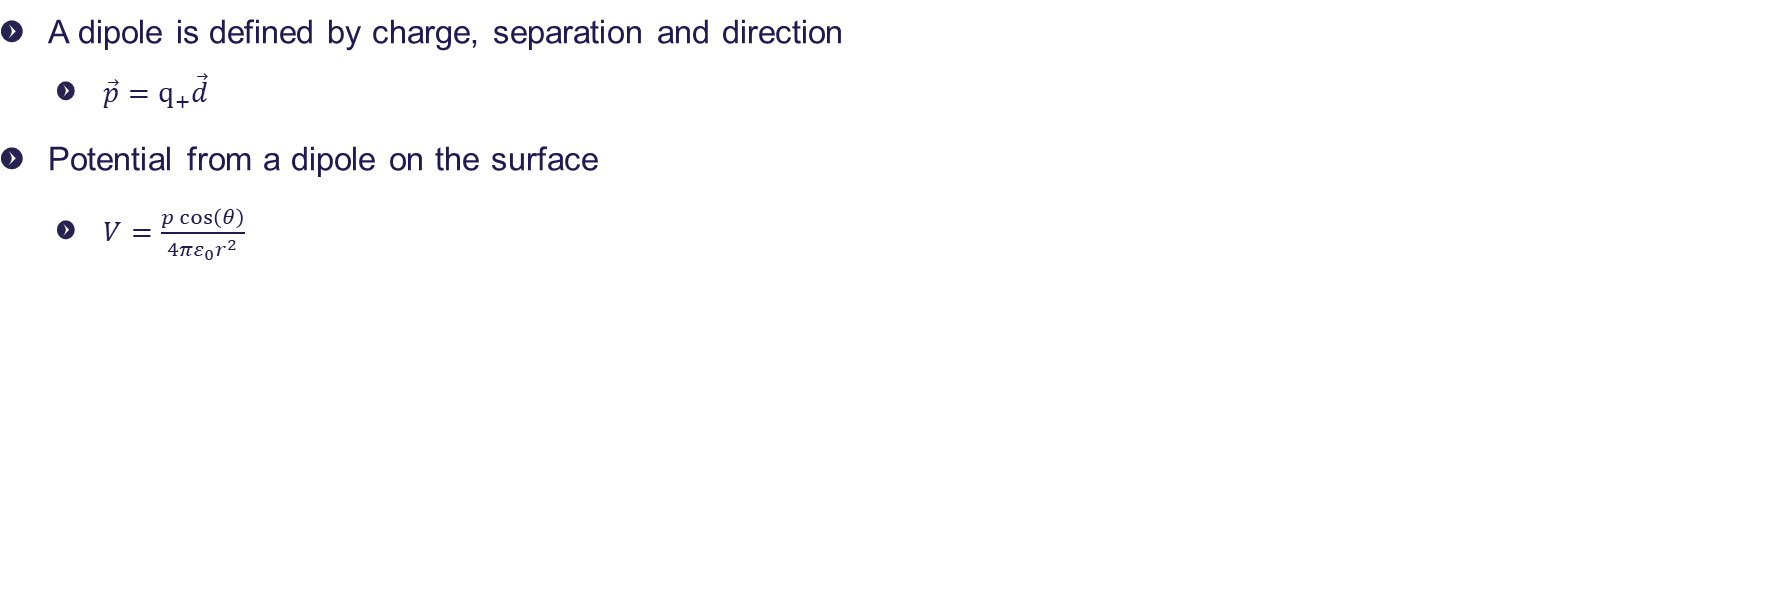 A dipole is defined by charge, separation and direction
p⃗ = q₊d⃗
Potential from a dipole on the surface
V = p cos(θ) / 4πε₀r²